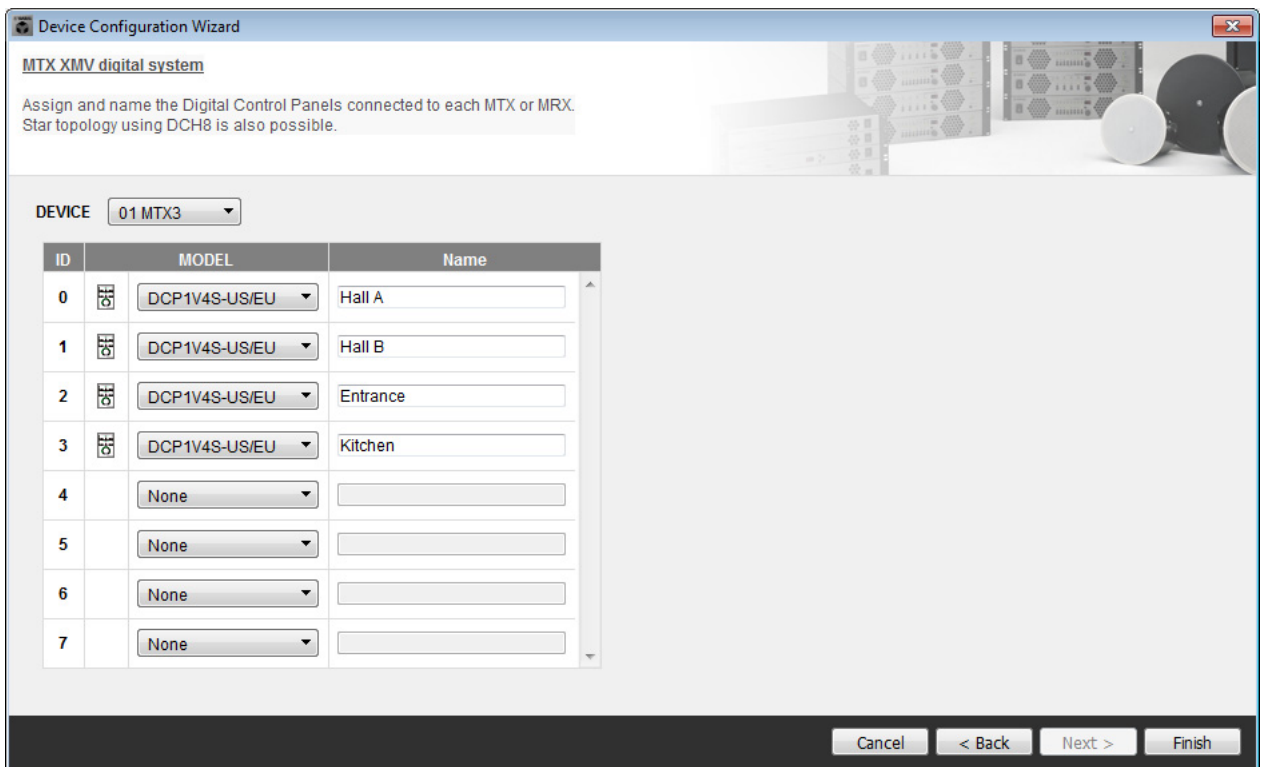 Device Configuration Wizard
MTX XMV digital system
Assign and name the Digital Control Panels connected to each MTX or MRX.
Star topology using DCH8 is also possible.
DEVICE 01 MTX3
ID MODEL Name
0 DCP1V4S-US/EU Hall A
1 DCP1V4S-US/EU Hall B
2 DCP1V4S-US/EU Entrance
3 DCP1V4S-US/EU Kitchen
4 None
5 None
6 None
7 None
Cancel < Back Next > Finish